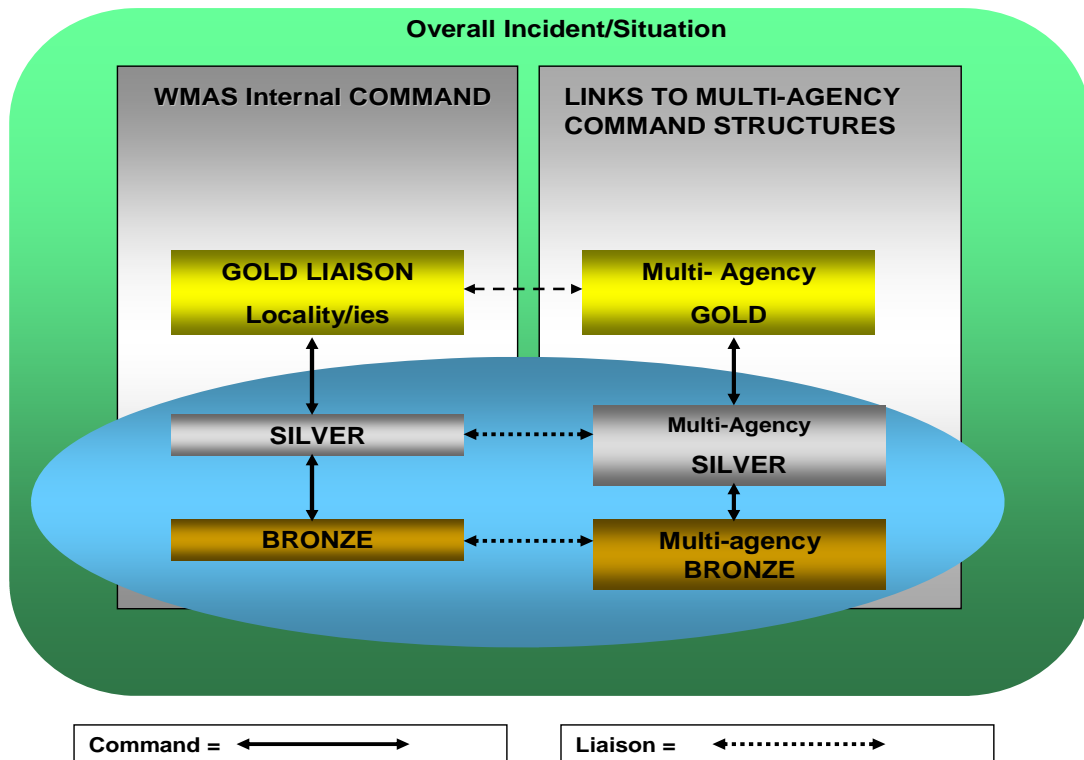 Overall Incident/Situation
WMAS Internal COMMAND
LINKS TO MULTI-AGENCY
COMMAND STRUCTURES
GOLD LIAISON
Locality/ies
Multi- Agency
GOLD
SILVER
Multi-Agency
SILVER
BRONZE
Multi-agency
BRONZE
Command =
Liaison =